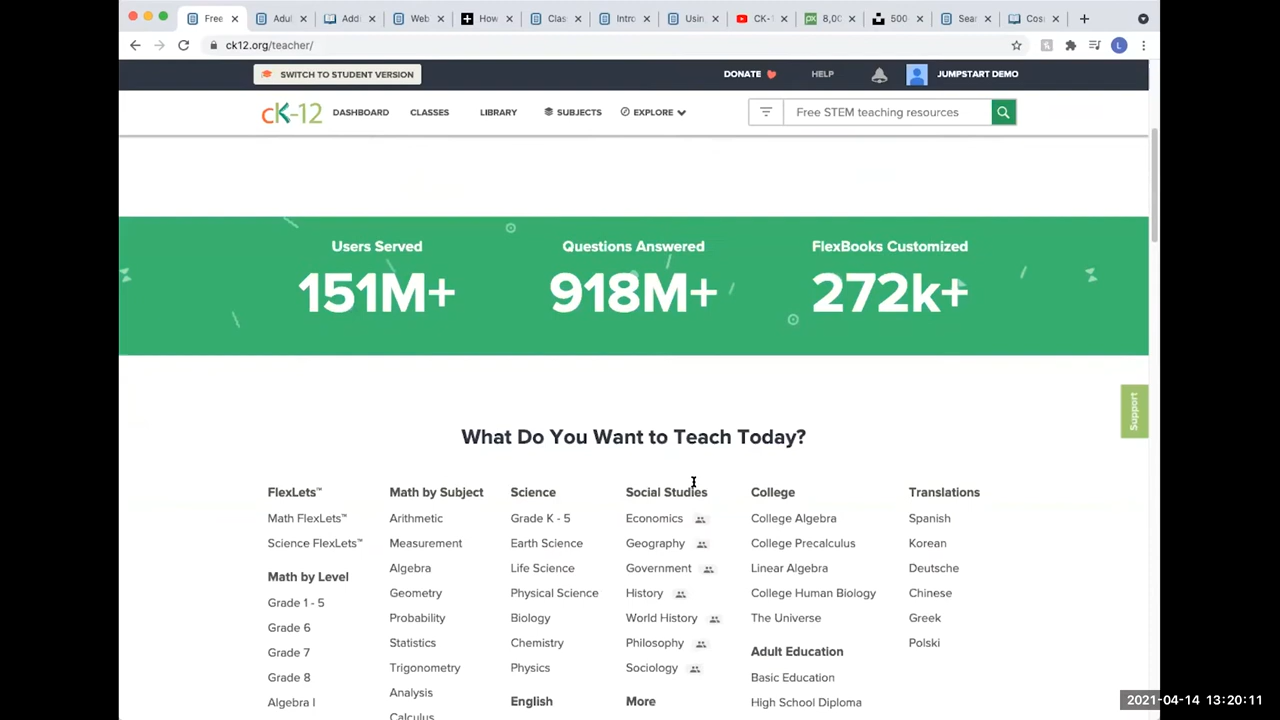 Free
Adul
Addi
Web
How
Clas
Intro
Usin
CK-1
8,00
500
Sear
Cos
ck12.org/teacher/
L
SWITCH TO STUDENT VERSION
DONATE HELP JUMPSTART DEMO
cK-12 DASHBOARD CLASSES LIBRARY SUBJECTS EXPLORE Free STEM teaching resources
Users Served
151M+
Questions Answered
918M+
FlexBooks Customized
272k+
Support
What Do You Want to Teach Today?
FlexLets™
Math FlexLets™
Science FlexLets™
Math by Level
Grade 1 - 5
Grade 6
Grade 7
Grade 8
Algebra I
Math by Subject
Arithmetic
Measurement
Algebra
Geometry
Probability
Statistics
Trigonometry
Analysis
Calculus
Science
Grade K - 5
Earth Science
Life Science
Physical Science
Biology
Chemistry
Physics
English
Social Studies
Economics
Geography
Government
History
World History
Philosophy
Sociology
More
College
College Algebra
College Precalculus
Linear Algebra
College Human Biology
The Universe
Adult Education
Basic Education
High School Diploma
Translations
Spanish
Korean
Deutsche
Chinese
Greek
Polski
2021-04-14 13:20:11